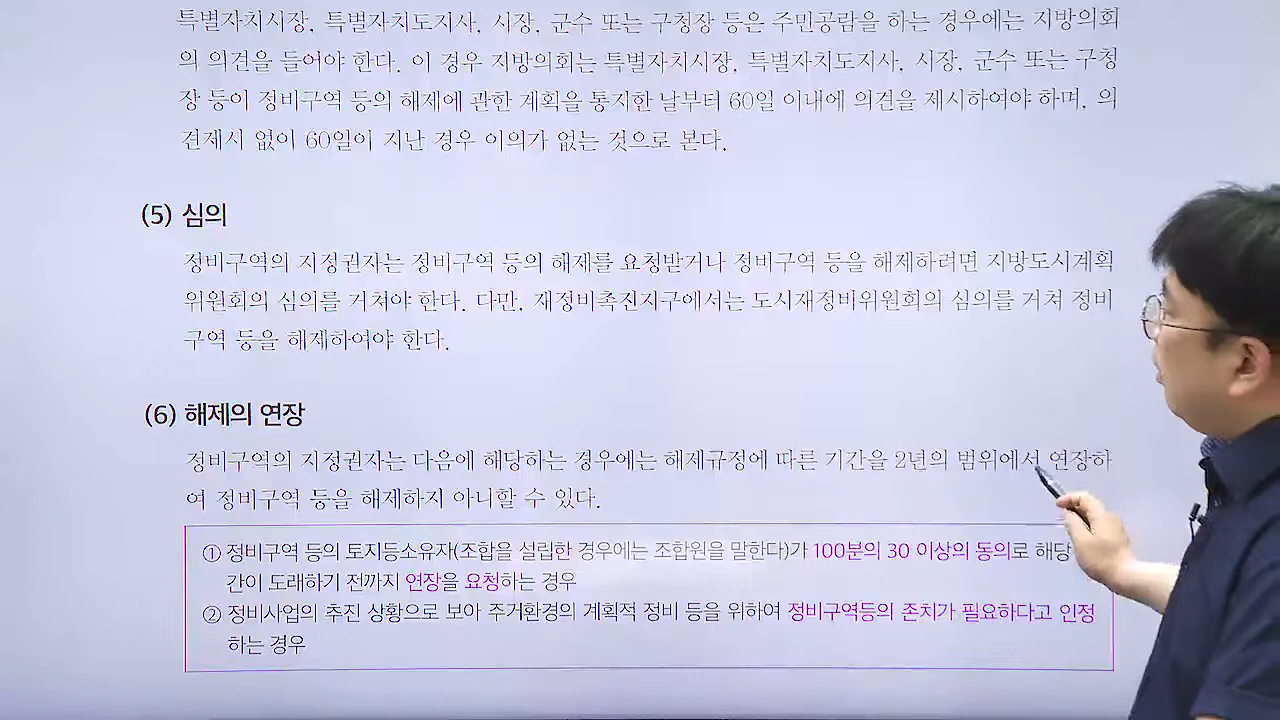 특별자치시장, 특별자치도지사, 시장, 군수 또는 구청장 등은 주민공람을 하는 경우에는 지방의회
의 의견을 들어야 한다. 이 경우 지방의회는 특별자치시장, 특별자치도지사, 시장, 군수 또는 구청
장 등이 정비구역 등의 해제에 관한 계획을 통지한 날부터 60일 이내에 의견을 제시하여야 하며, 의
견제시 없이 60일이 지난 경우 이의가 없는 것으로 본다.
(5) 심의
정비구역의 지정권자는 정비구역 등의 해제를 요청받거나 정비구역 등을 해제하려면 지방도시계획
위원회의 심의를 거쳐야 한다. 다만, 재정비촉진지구에서는 도시재정비위원회의 심의를 거쳐 정비
구역 등을 해제하여야 한다.
(6) 해제의 연장
정비구역의 지정권자는 다음에 해당하는 경우에는 해제규정에 따른 기간을 2년의 범위에서 연장하
여 정비구역 등을 해제하지 아니할 수 있다.
① 정비구역 등의 토지등소유자(조합을 설립한 경우에는 조합원을 말한다)가 100분의 30 이상의 동의로 해당
간이 도래하기 전까지 연장을 요청하는 경우
② 정비사업의 추진 상황으로 보아 주거환경의 계획적 정비 등을 위하여 정비구역등의 존치가 필요하다고 인정
하는 경우